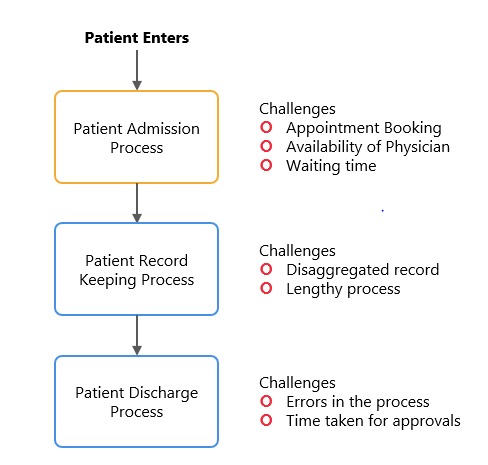 Patient Enters
Patient Admission
Process
Challenges
Appointment Booking
Availability of Physician
Waiting time
Patient Record
Keeping Process
Challenges
Disaggregated record
Lengthy process
Patient Discharge
Process
Challenges
Errors in the process
Time taken for approvals